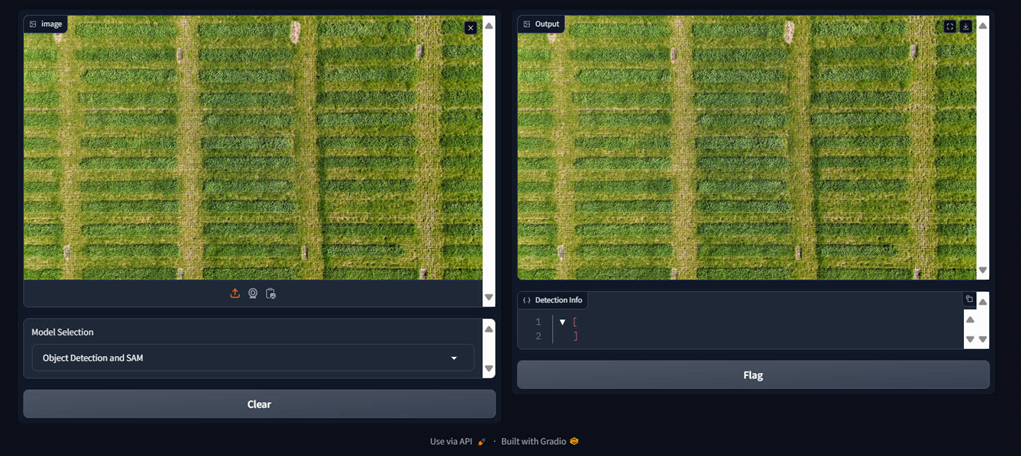 image
Output
Detection Info
1 [
2 ]
Model Selection
Object Detection and SAM
Clear
Flag
Use via API · Built with Gradio